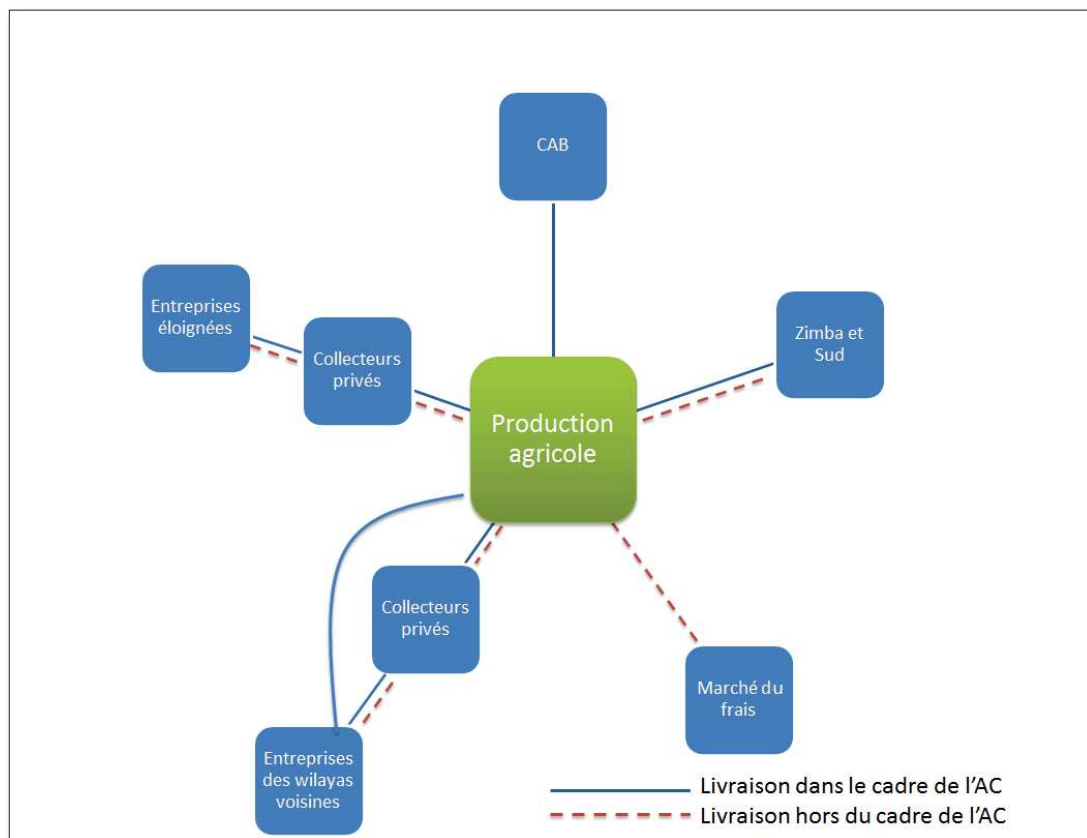 CAB
Entreprises
éloignées
Collecteurs
privés
Zimba et
Sud
Production
agricole
Collecteurs
privés
Marché du
frais
Entreprises
des wilayas
voisines
Livraison dans le cadre de l'AC
Livraison hors du cadre de l'AC